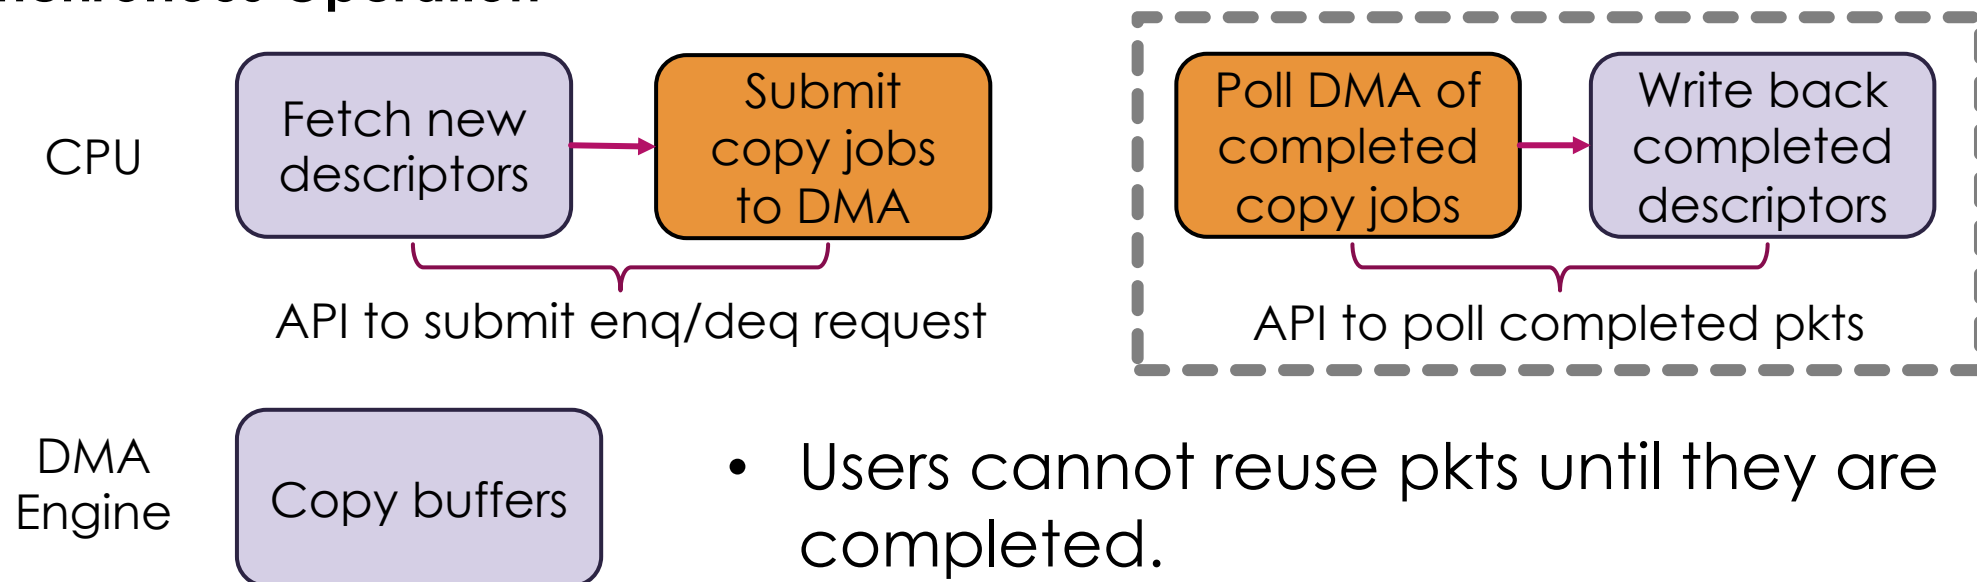 Operation
CPU
Fetch new
descriptors
Submit
copy jobs
to DMA
API to submit enq/deq request
Poll DMA of
completed
copy jobs
Write back
completed
descriptors
API to poll completed pkts
DMA
Engine
Copy buffers
• Users cannot reuse pkts until they are
completed.